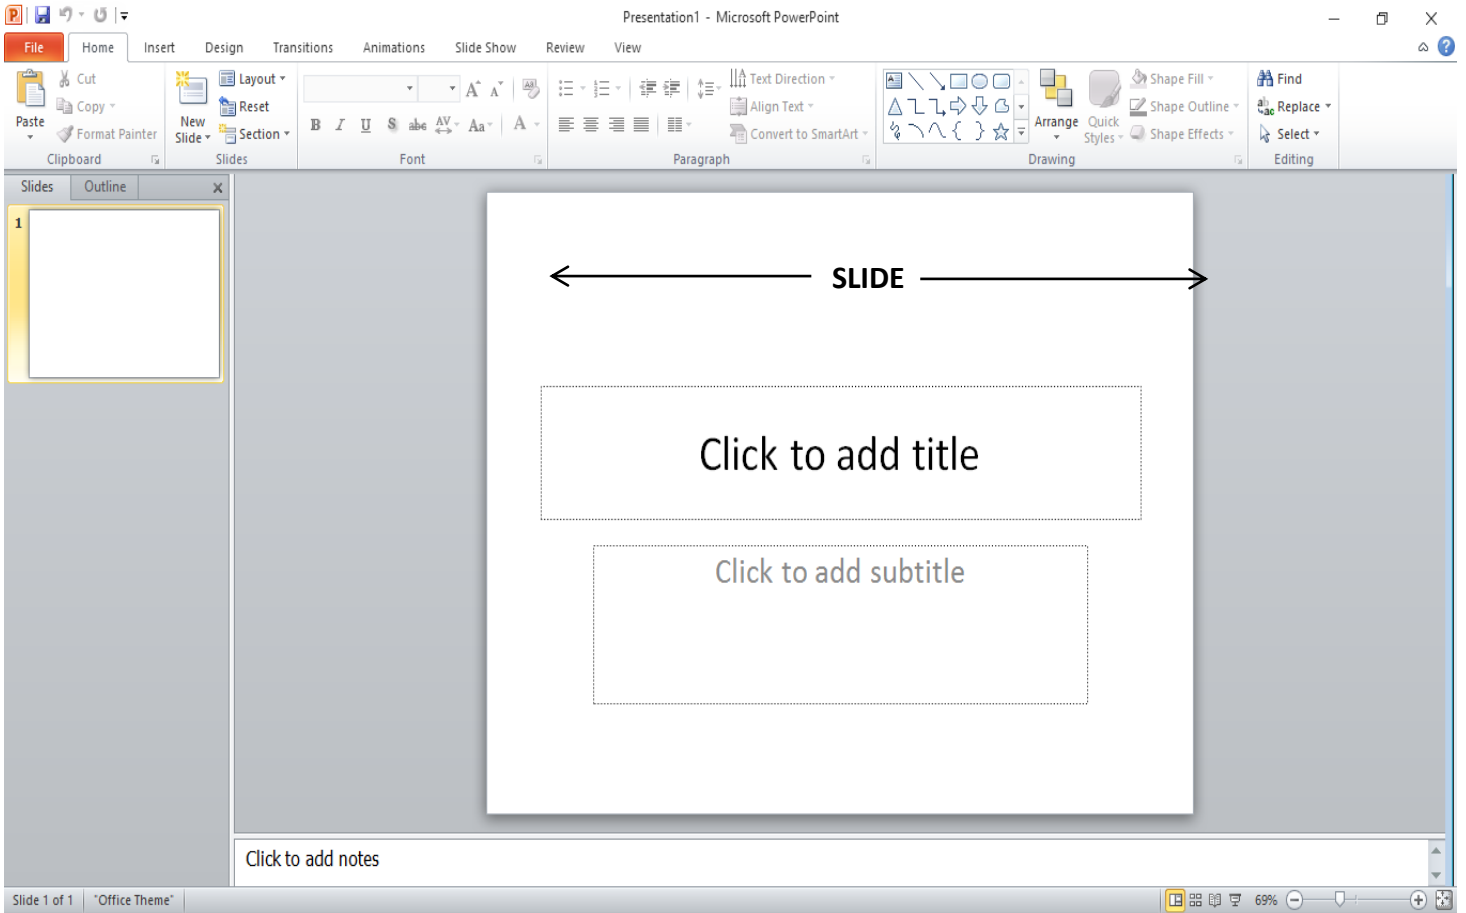 Presentation1 - Microsoft PowerPoint
File Home Insert Design Transitions Animations Slide Show Review View
Paste
Cut
Copy
Format Painter
Clipboard
New Slide
Layout
Reset
Section
Slides
B I U S abc AV Aa A
Font
Text Direction
Align Text
Convert to SmartArt
Paragraph
Arrange
Quick Styles
Shape Fill
Shape Outline
Shape Effects
Drawing
Find
Replace
Select
Editing
Slides Outline
1
SLIDE
Click to add title
Click to add subtitle
Click to add notes
Slide 1 of 1 "Office Theme" 69%